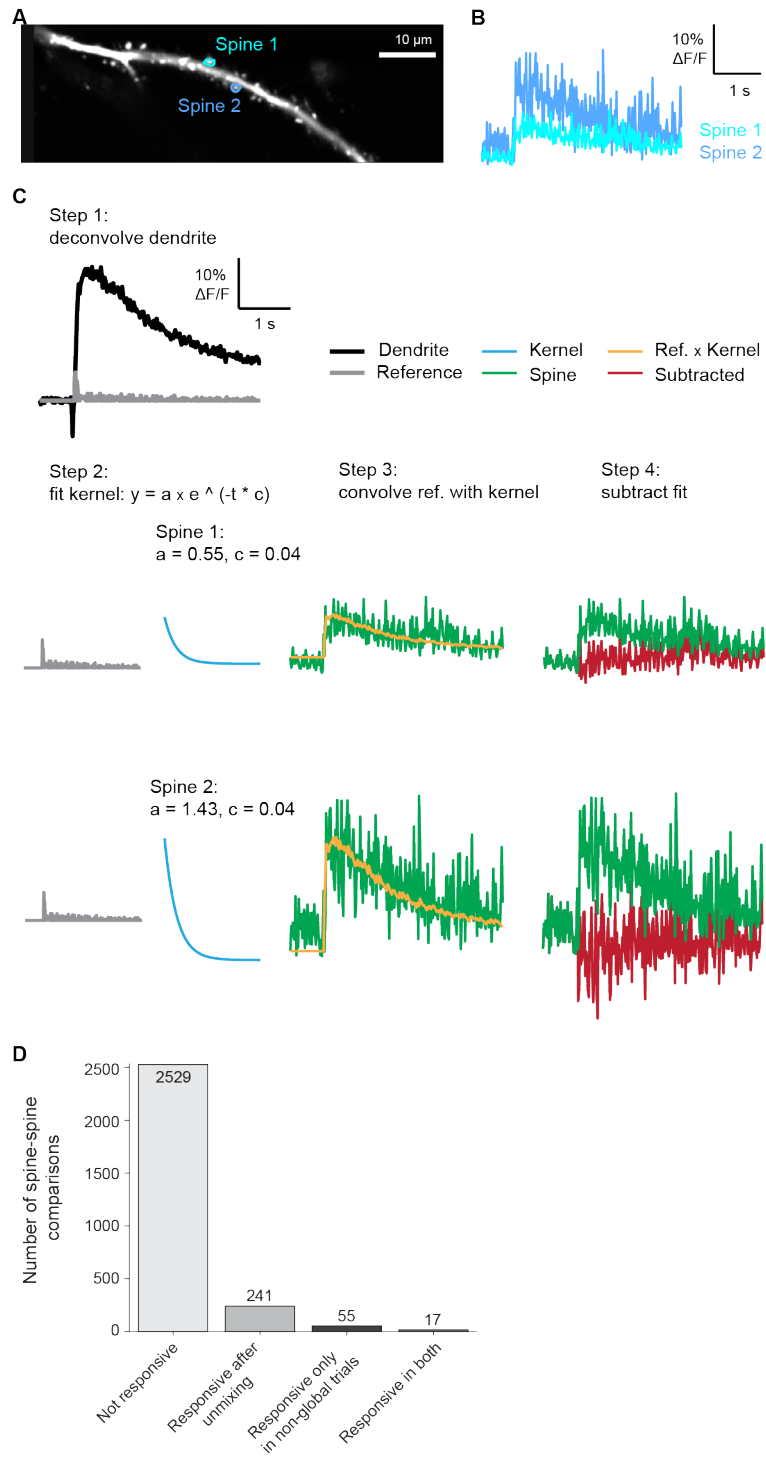 A
Spine 1
10 µm
Spine 2
B
10%
ΔF/F
1 s
Spine 1
Spine 2
C
Step 1:
deconvolve dendrite
10%
ΔF/F
1 s
Dendrite
Kernel
Ref. x Kernel
Reference
Spine
Subtracted
Step 2:
fit kernel: y = a x e ^ (-t * c)
Step 3:
convolve ref. with kernel
Step 4:
subtract fit
Spine 1:
a = 0.55, c = 0.04
Spine 2:
a = 1.43, c = 0.04
D
Number of spine-spine
comparisons
2500
2000
1500
1000
500
0
2529
241
55
17
Not responsive
Responsive after
unmixing
Responsive only
in non-global trials
Responsive in both